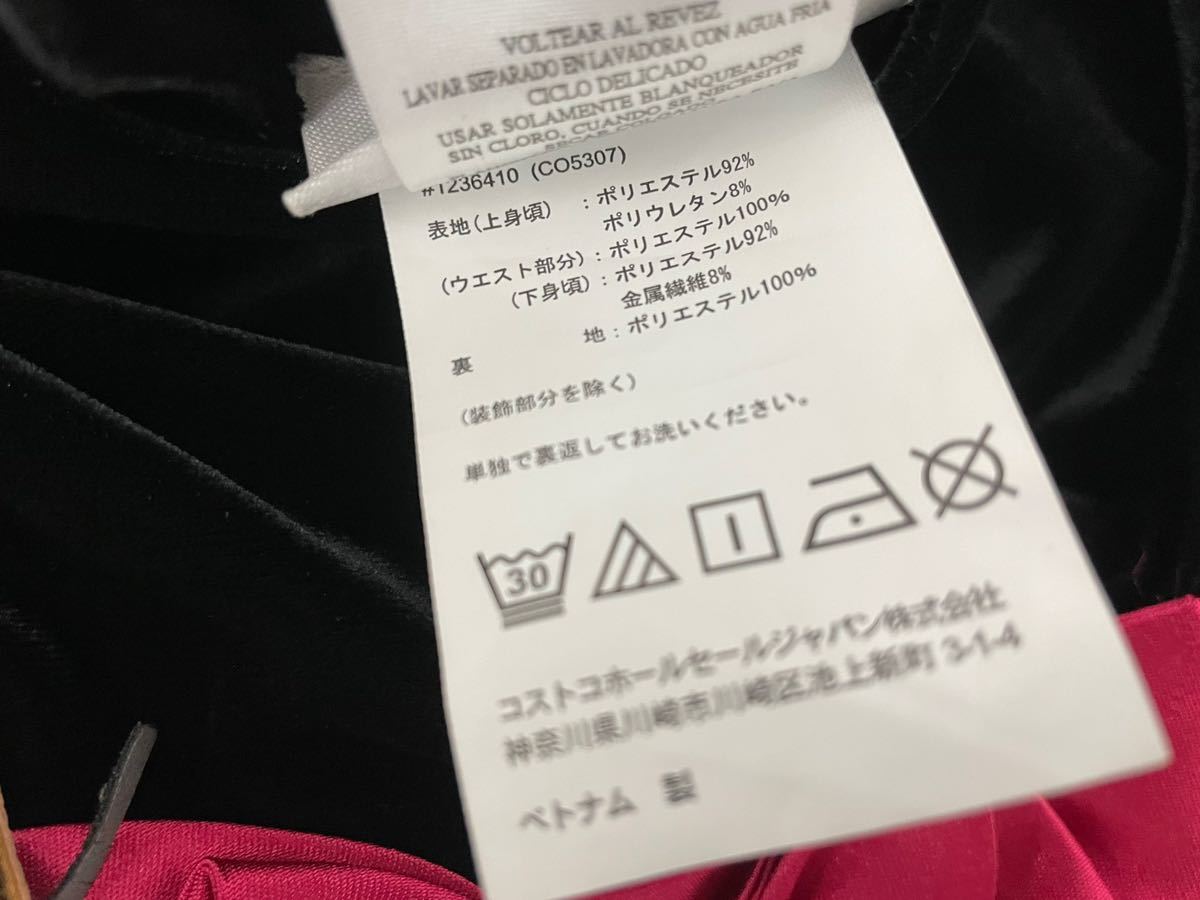 VOLTEAR AL REVEZ
LAVAR SEPARADO EN LAVADORA CON AGUA FRIA
CICLO DELICADO
USAR SOLAMENTE BLANQUEADOR
SIN CLORO, CUANDO SE NECESITE
#1236410 (CO5307)
表地(上身頃) :ポリエステル92%
ポリウレタン8%
(ウエスト部分):ポリエステル100%
(下身頃):ポリエステル92%
金属繊維8%
裏 地:ポリエステル100%
(装飾部分を除く)
単独で裏返してお洗いください。
30
コストコホールセールジャパン株式会社
神奈川県川崎市川崎区池上新町 3-1-4
ベトナム 製